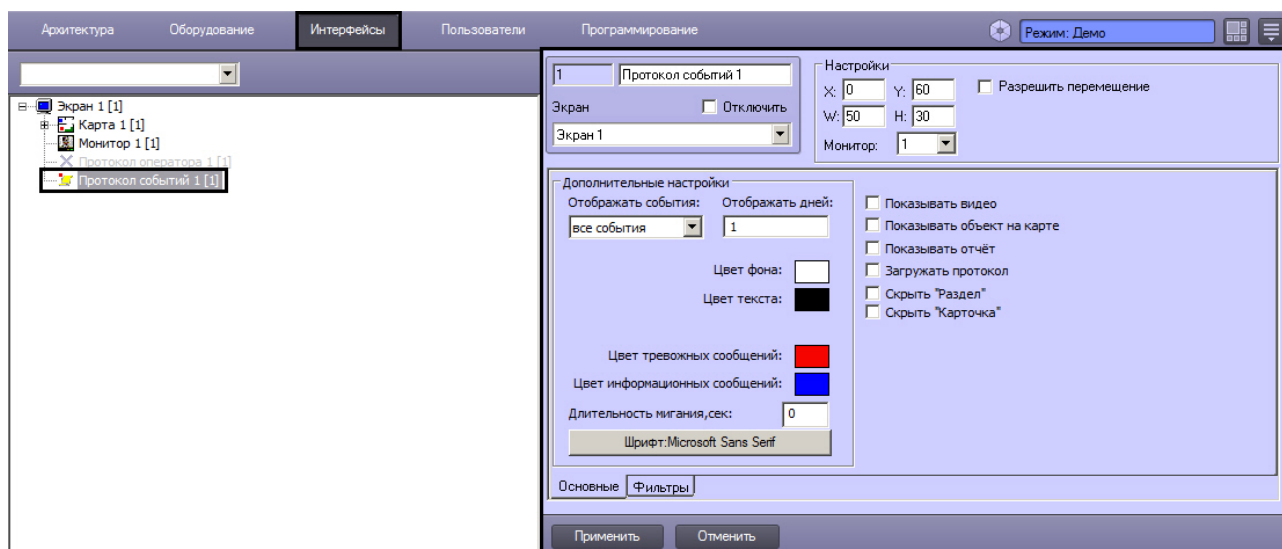 Архитектура Оборудование Интерфейсы Пользователи Программирование Режим: Демо
Экран 1 [1]
Карта 1 [1]
Монитор 1 [1]
Протокол оператора 1 [1]
Протокол событий 1 [1]
1 Протокол событий 1
Экран Отключить
Экран 1
Настройки
X: 0 Y: 60 Разрешить перемещение
W: 50 H: 30
Монитор: 1
Дополнительные настройки
Отображать события: Отображать дней:
все события 1
Цвет фона:
Цвет текста:
Цвет тревожных сообщений:
Цвет информационных сообщений:
Длительность мигания,сек: 0
Шрифт:Microsoft Sans Serif
Показывать видео
Показывать объект на карте
Показывать отчёт
Загружать протокол
Скрыть "Раздел"
Скрыть "Карточка"
Основные Фильтры
Применить Отменить